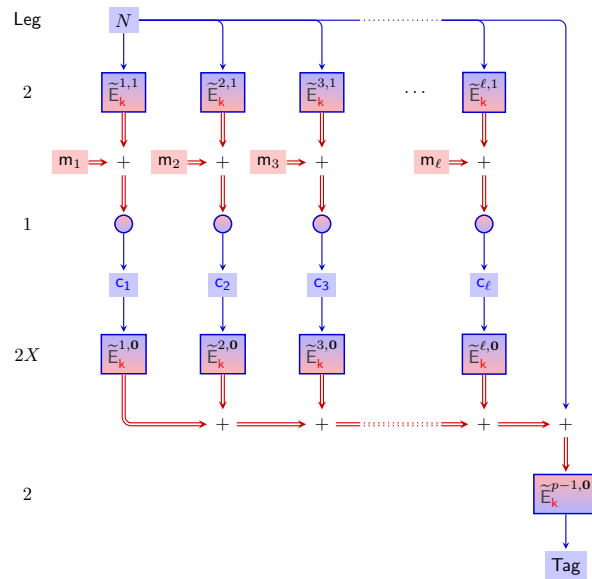 Leg N
2 Ẽ_k^{1,1} Ẽ_k^{2,1} Ẽ_k^{3,1} ⋯ Ẽ_k^{ℓ,1}
m_1 + m_2 + m_3 + m_ℓ +
1
c_1 c_2 c_3 c_ℓ
2X Ẽ_k^{1,0} Ẽ_k^{2,0} Ẽ_k^{3,0} Ẽ_k^{ℓ,0}
+ + + +
2 Ẽ_k^{p−1,0}
Tag